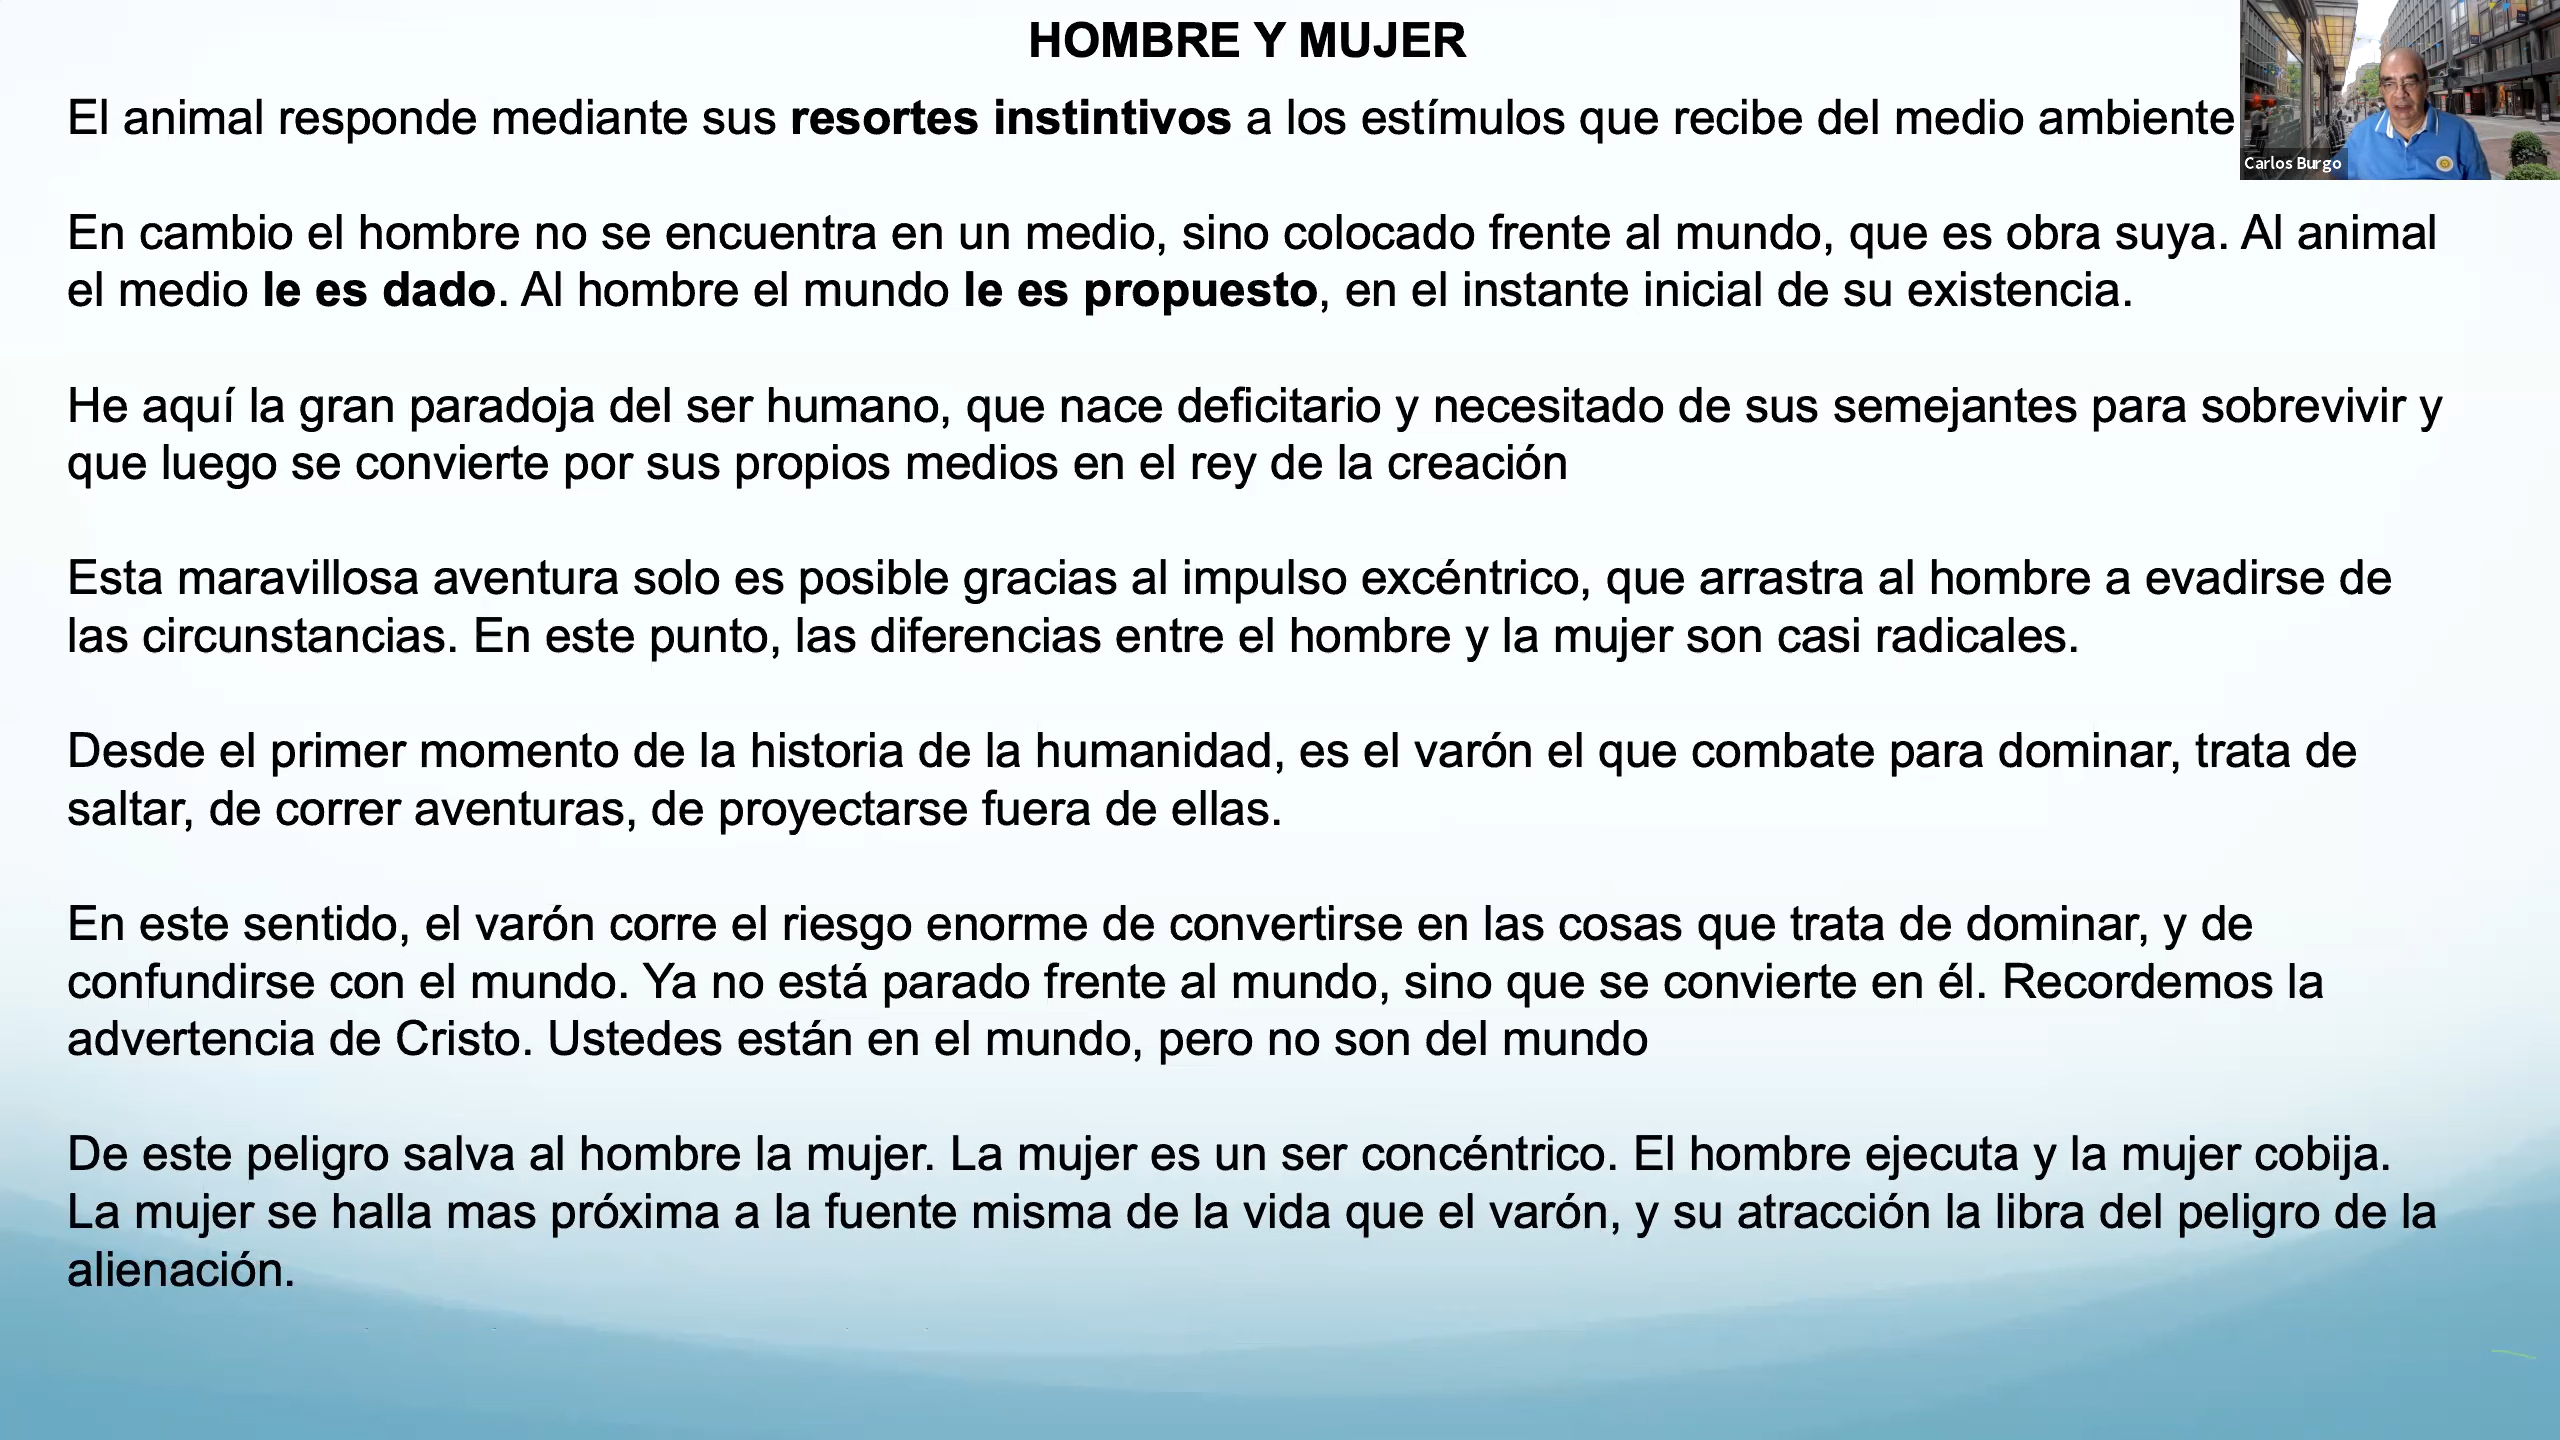 HOMBRE Y MUJER
El animal responde mediante sus resortes instintivos a los estímulos que recibe del medio ambiente
Carlos Burgo
En cambio el hombre no se encuentra en un medio, sino colocado frente al mundo, que es obra suya. Al animal
el medio le es dado. Al hombre el mundo le es propuesto, en el instante inicial de su existencia.
He aquí la gran paradoja del ser humano, que nace deficitario y necesitado de sus semejantes para sobrevivir y
que luego se convierte por sus propios medios en el rey de la creación
Esta maravillosa aventura solo es posible gracias al impulso excéntrico, que arrastra al hombre a evadirse de
las circunstancias. En este punto, las diferencias entre el hombre y la mujer son casi radicales.
Desde el primer momento de la historia de la humanidad, es el varón el que combate para dominar, trata de
saltar, de correr aventuras, de proyectarse fuera de ellas.
En este sentido, el varón corre el riesgo enorme de convertirse en las cosas que trata de dominar, y de
confundirse con el mundo. Ya no está parado frente al mundo, sino que se convierte en él. Recordemos la
advertencia de Cristo. Ustedes están en el mundo, pero no son del mundo
De este peligro salva al hombre la mujer. La mujer es un ser concéntrico. El hombre ejecuta y la mujer cobija.
La mujer se halla mas próxima a la fuente misma de la vida que el varón, y su atracción la libra del peligro de la
alienación.